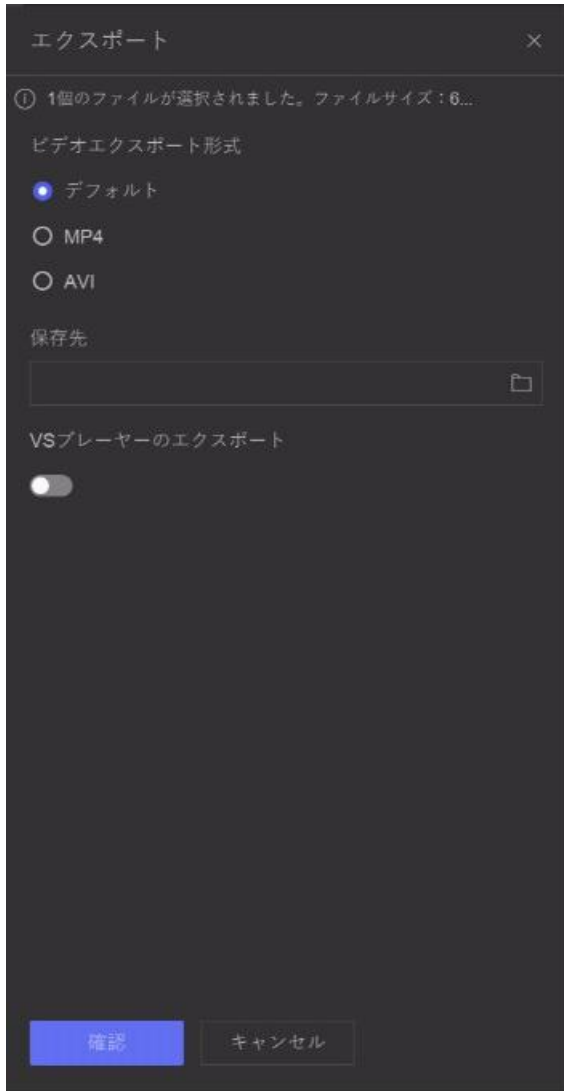 エクスポート
1個のファイルが選択されました。ファイルサイズ：6...
ビデオエクスポート形式
デフォルト
MP4
AVI
保存先
VSプレーヤーのエクスポート
確認
キャンセル